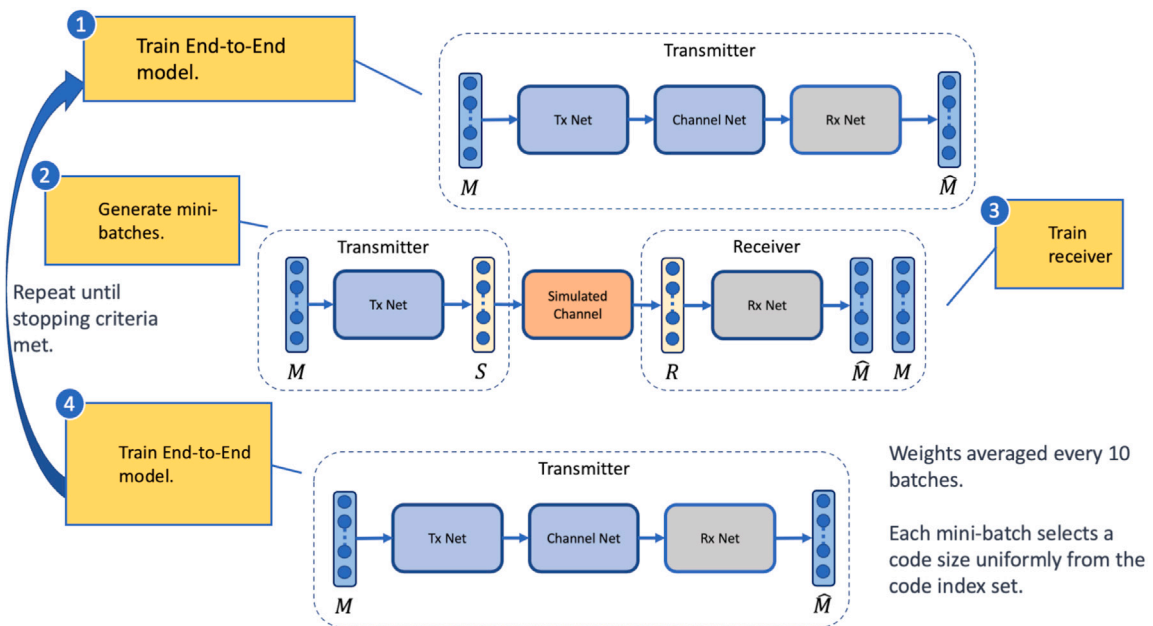 1
Train End-to-End
model.
Transmitter
Tx Net
Channel Net
Rx Net
M
M̂
2
Generate mini-
batches.
3
Train
receiver
Transmitter
Tx Net
M
S
Simulated
Channel
Receiver
Rx Net
R
M̂
M
Repeat until
stopping criteria
met.
4
Train End-to-End
model.
Transmitter
Tx Net
Channel Net
Rx Net
M
M̂
Weights averaged every 10
batches.
Each mini-batch selects a
code size uniformly from the
code index set.